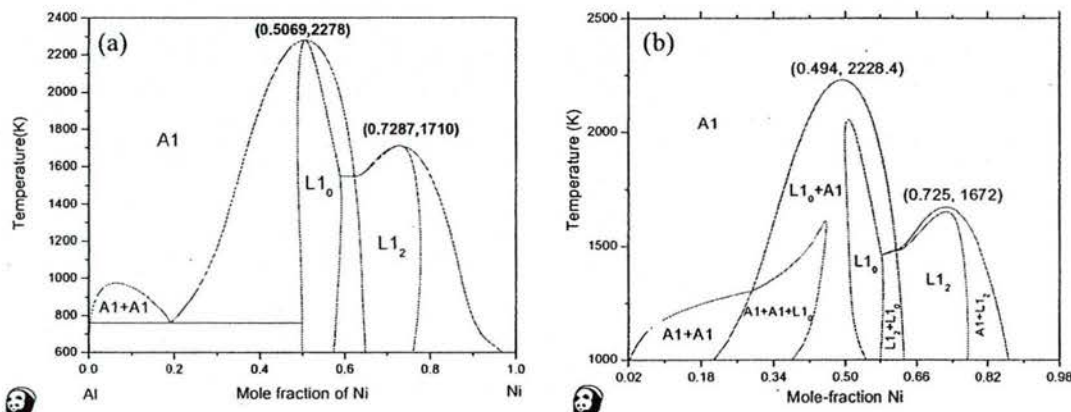 (a)
(0.5069,2278)
(0.7287,1710)
A1
L1₀
L1₂
A1+A1
Temperature(K)
2400
2200
2000
1800
1600
1400
1200
1000
800
600
0.0
0.2
0.4
0.6
0.8
1.0
Al
Mole fraction of Ni
Ni
(b)
(0.494, 2228.4)
A1
L1₀+A1
(0.725, 1672)
L1₀
L1₂
A1+A1
A1+A1+L1₀
L1₂+L1₀
A1+L1₂
Temperature (K)
2500
2000
1500
1000
0.02
0.18
0.34
0.50
0.66
0.82
0.98
Mole-fraction Ni